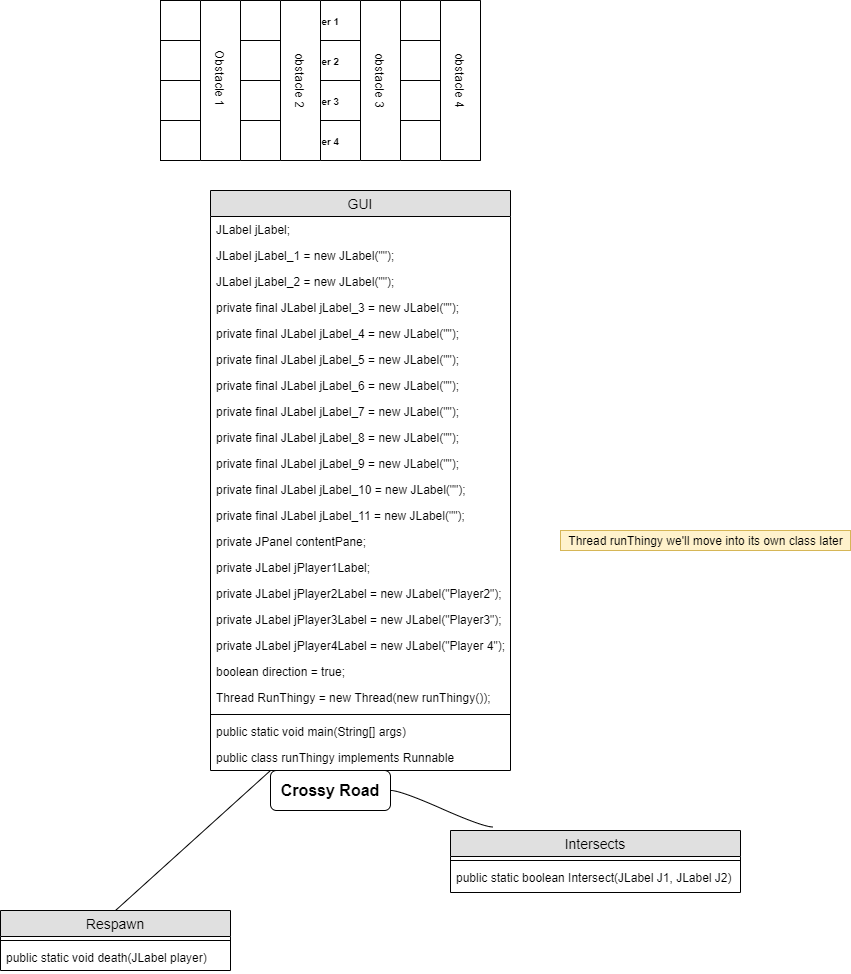 er 1
er 2
er 3
er 4
Obstacle 1
obstacle 2
obstacle 3
obstacle 4
GUI
JLabel jLabel;
JLabel jLabel_1 = new JLabel("");
JLabel jLabel_2 = new JLabel("");
private final JLabel jLabel_3 = new JLabel("");
private final JLabel jLabel_4 = new JLabel("");
private final JLabel jLabel_5 = new JLabel("");
private final JLabel jLabel_6 = new JLabel("");
private final JLabel jLabel_7 = new JLabel("");
private final JLabel jLabel_8 = new JLabel("");
private final JLabel jLabel_9 = new JLabel("");
private final JLabel jLabel_10 = new JLabel("");
private final JLabel jLabel_11 = new JLabel("");
private JPanel contentPane;
private JLabel jPlayer1Label;
private JLabel jPlayer2Label = new JLabel("Player2");
private JLabel jPlayer3Label = new JLabel("Player3");
private JLabel jPlayer4Label = new JLabel("Player 4");
boolean direction = true;
Thread RunThingy = new Thread(new runThingy());
public static void main(String[] args)
public class runThingy implements Runnable
Thread runThingy we'll move into its own class later
Crossy Road
Intersects
public static boolean Intersect(JLabel J1, JLabel J2)
Respawn
public static void death(JLabel player)